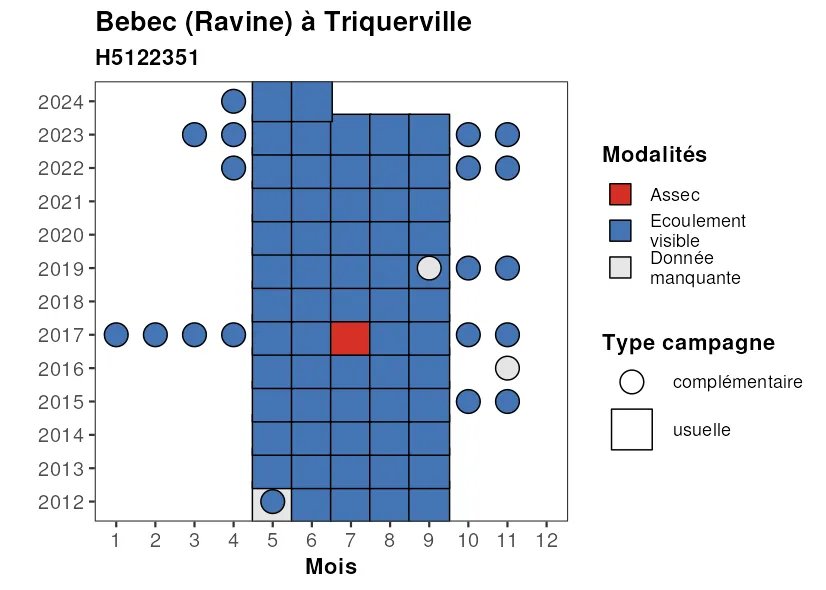 Bebec (Ravine) à Triquerville
H5122351
2024
2023
2022
2021
2020
2019
2018
2017
2016
2015
2014
2013
2012
1 2 3 4 5 6 7 8 9 10 11 12
Mois
Modalités
Assec
Ecoulement
visible
Donnée
manquante
Type campagne
complémentaire
usuelle